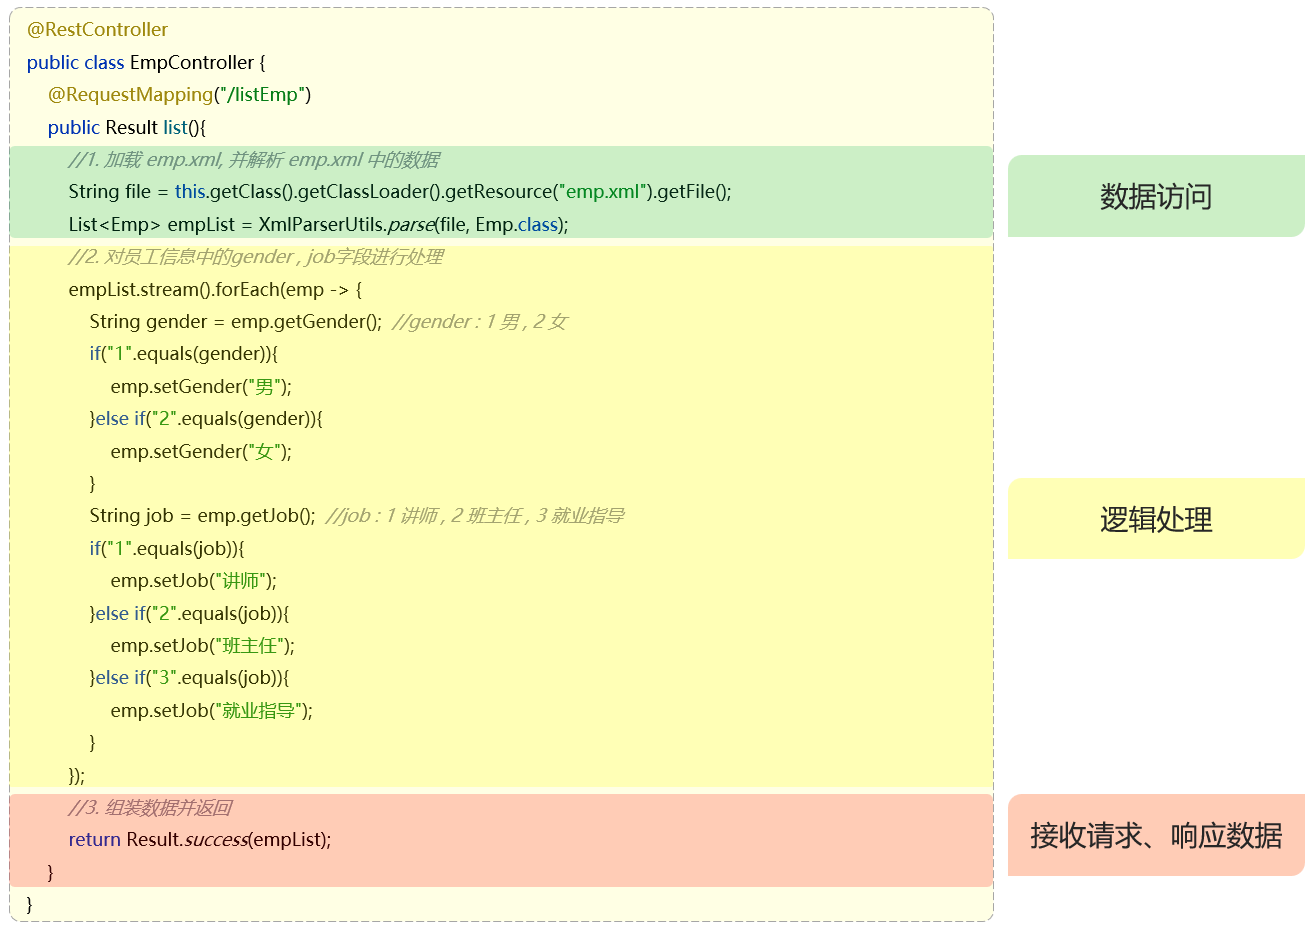 @RestController
public class EmpController {
@RequestMapping("/listEmp")
public Result list(){
//1. 加载 emp.xml, 并解析 emp.xml 中的数据
String file = this.getClass().getClassLoader().getResource("emp.xml").getFile();
List<Emp> empList = XmlParserUtils.parse(file, Emp.class);
数据访问
//2. 对员工信息中的gender , job字段进行处理
empList.stream().forEach(emp -> {
String gender = emp.getGender(); //gender : 1 男 , 2 女
if("1".equals(gender)){
emp.setGender("男");
}else if("2".equals(gender)){
emp.setGender("女");
}
String job = emp.getJob(); //job : 1 讲师 , 2 班主任 , 3 就业指导
if("1".equals(job)){
emp.setJob("讲师");
}else if("2".equals(job)){
emp.setJob("班主任");
}else if("3".equals(job)){
emp.setJob("就业指导");
}
});
逻辑处理
//3. 组装数据并返回
return Result.success(empList);
}
接收请求、响应数据
}